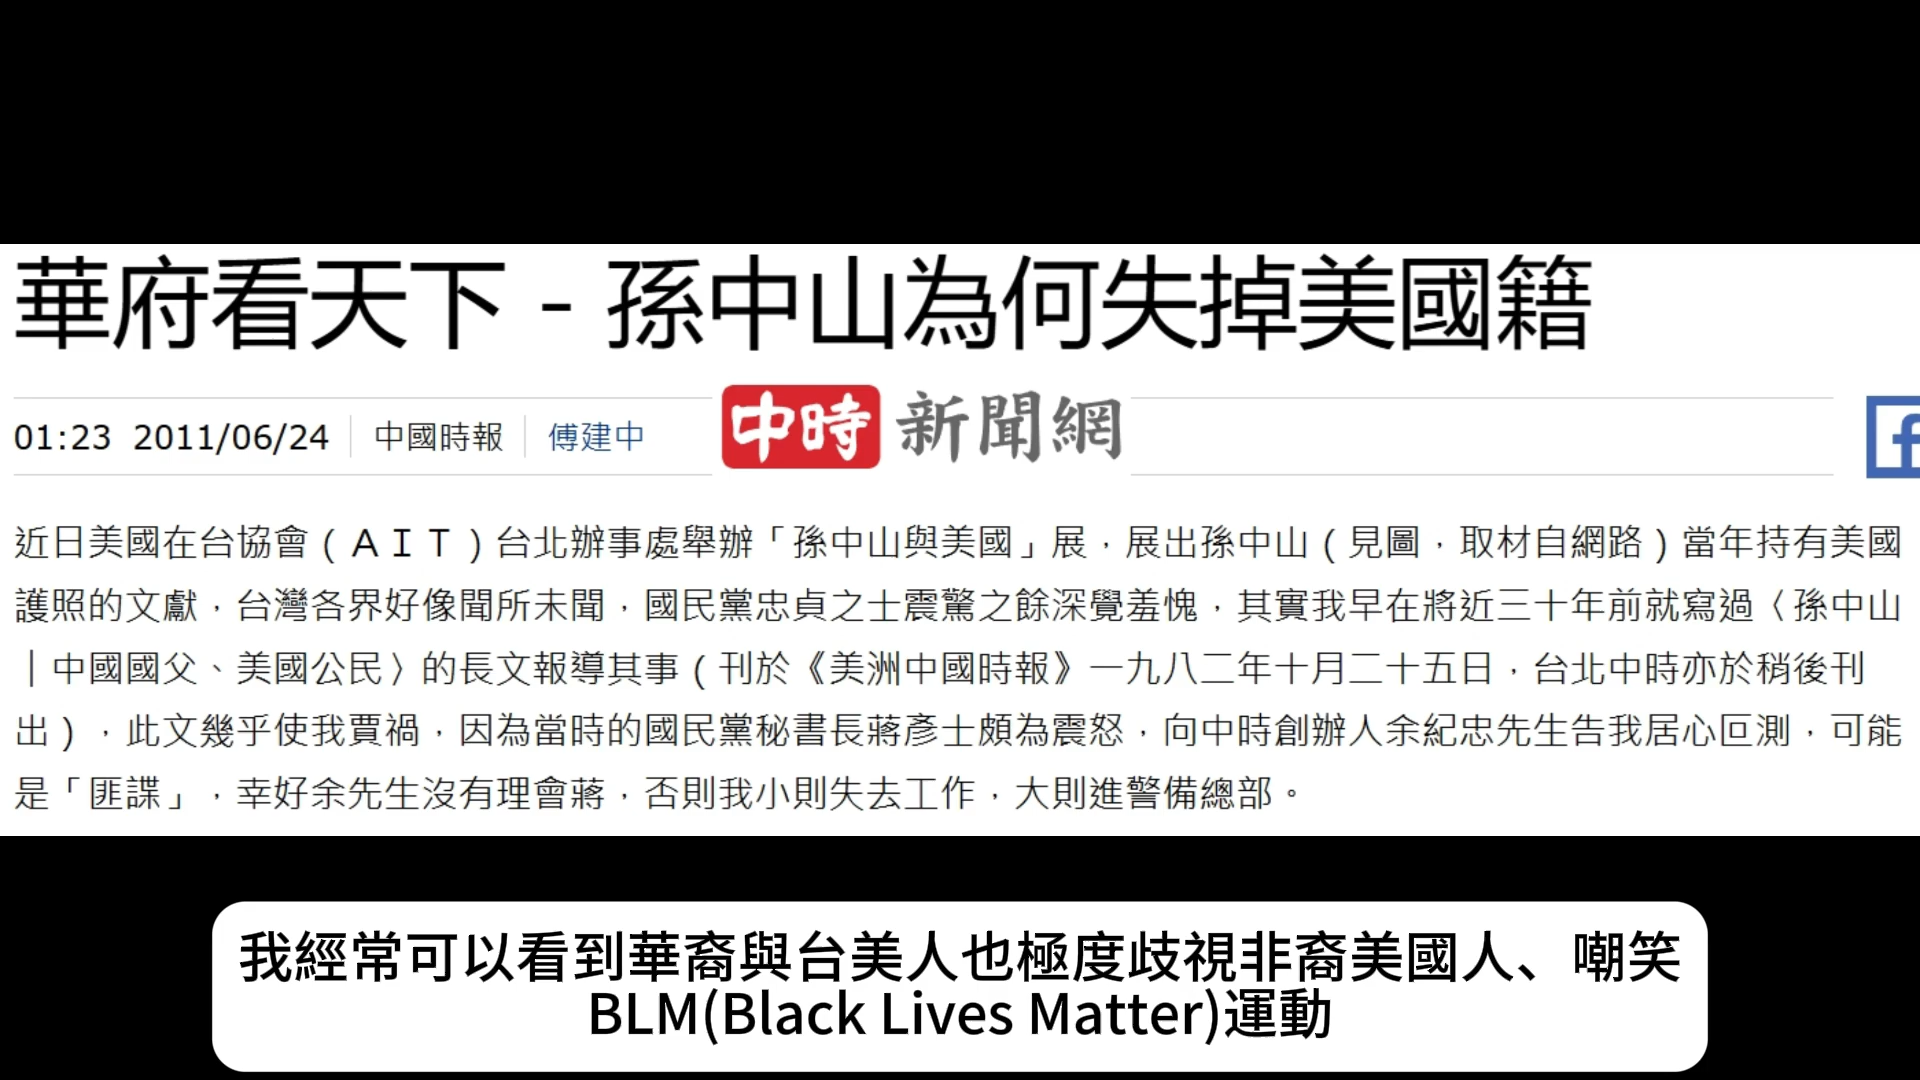 華府看天下－孫中山為何失掉美國籍
01:23 2011/06/24 中國時報 傅建中 中時 新聞網
近日美國在台協會（ＡＩＴ）台北辦事處舉辦「孫中山與美國」展，展出孫中山（見圖，取材自網路）當年持有美國
護照的文獻，台灣各界好像聞所未聞，國民黨忠貞之士震驚之餘深覺羞愧，其實我早在將近三十年前就寫過〈孫中山
｜中國國父、美國公民〉的長文報導其事（刊於《美洲中國時報》一九八二年十月二十五日，台北中時亦於稍後刊
出），此文幾乎使我賈禍，因為當時的國民黨秘書長蔣彥士頗為震怒，向中時創辦人余紀忠先生告我居心叵測，可能
是「匪諜」，幸好余先生沒有理會蔣，否則我小則失去工作，大則進警備總部。
我經常可以看到華裔與台美人也極度歧視非裔美國人、嘲笑
BLM(Black Lives Matter)運動